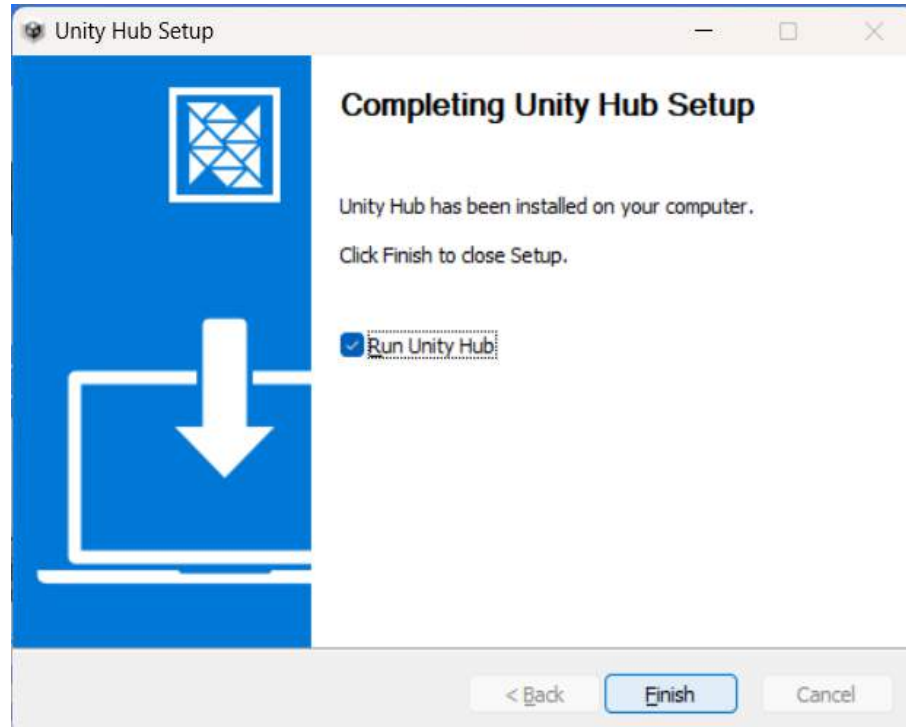 Unity Hub Setup
Completing Unity Hub Setup
Unity Hub has been installed on your computer.
Click Finish to close Setup.
Run Unity Hub
< Back Finish Cancel